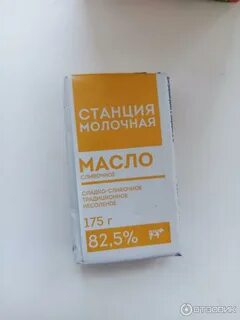 СТАНЦИЯ
МОЛОЧНАЯ
МАСЛО
СЛИВОЧНОЕ
СЛАДКО-СЛИВОЧНОЕ
ТРАДИЦИОННОЕ
НЕСОЛЕНОЕ
175 г
82,5%